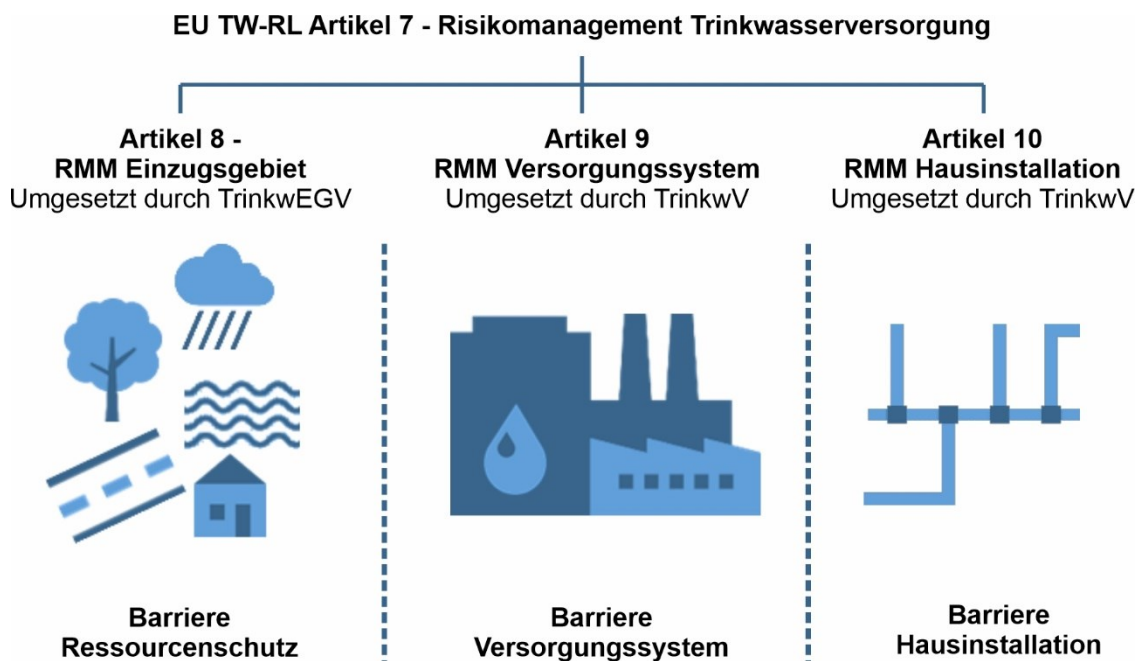 EU TW-RL Artikel 7 - Risikomanagement Trinkwasserversorgung
Artikel 8 -
RMM Einzugsgebiet
Umgesetzt durch TrinkwEGV
Artikel 9
RMM Versorgungssystem
Umgesetzt durch TrinkwV
Artikel 10
RMM Hausinstallation
Umgesetzt durch TrinkwV
Barriere
Ressourcenschutz
Barriere
Versorgungssystem
Barriere
Hausinstallation